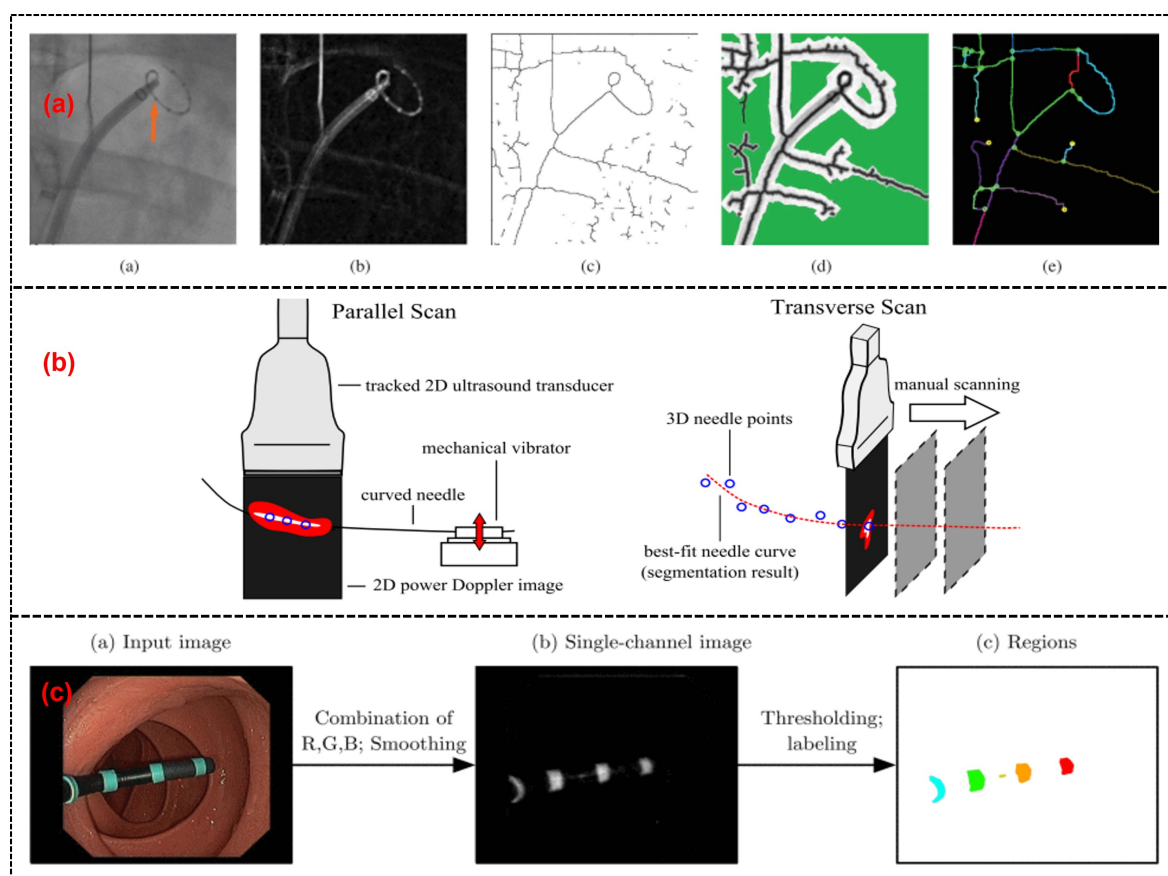 (a)
(a)
(b)
(c)
(d)
(e)
(b)
Parallel Scan
tracked 2D ultrasound transducer
mechanical vibrator
curved needle
2D power Doppler image
Transverse Scan
manual scanning
3D needle points
best-fit needle curve
(segmentation result)
(c)
(a) Input image
Combination of
R,G,B; Smoothing
(b) Single-channel image
Thresholding;
labeling
(c) Regions